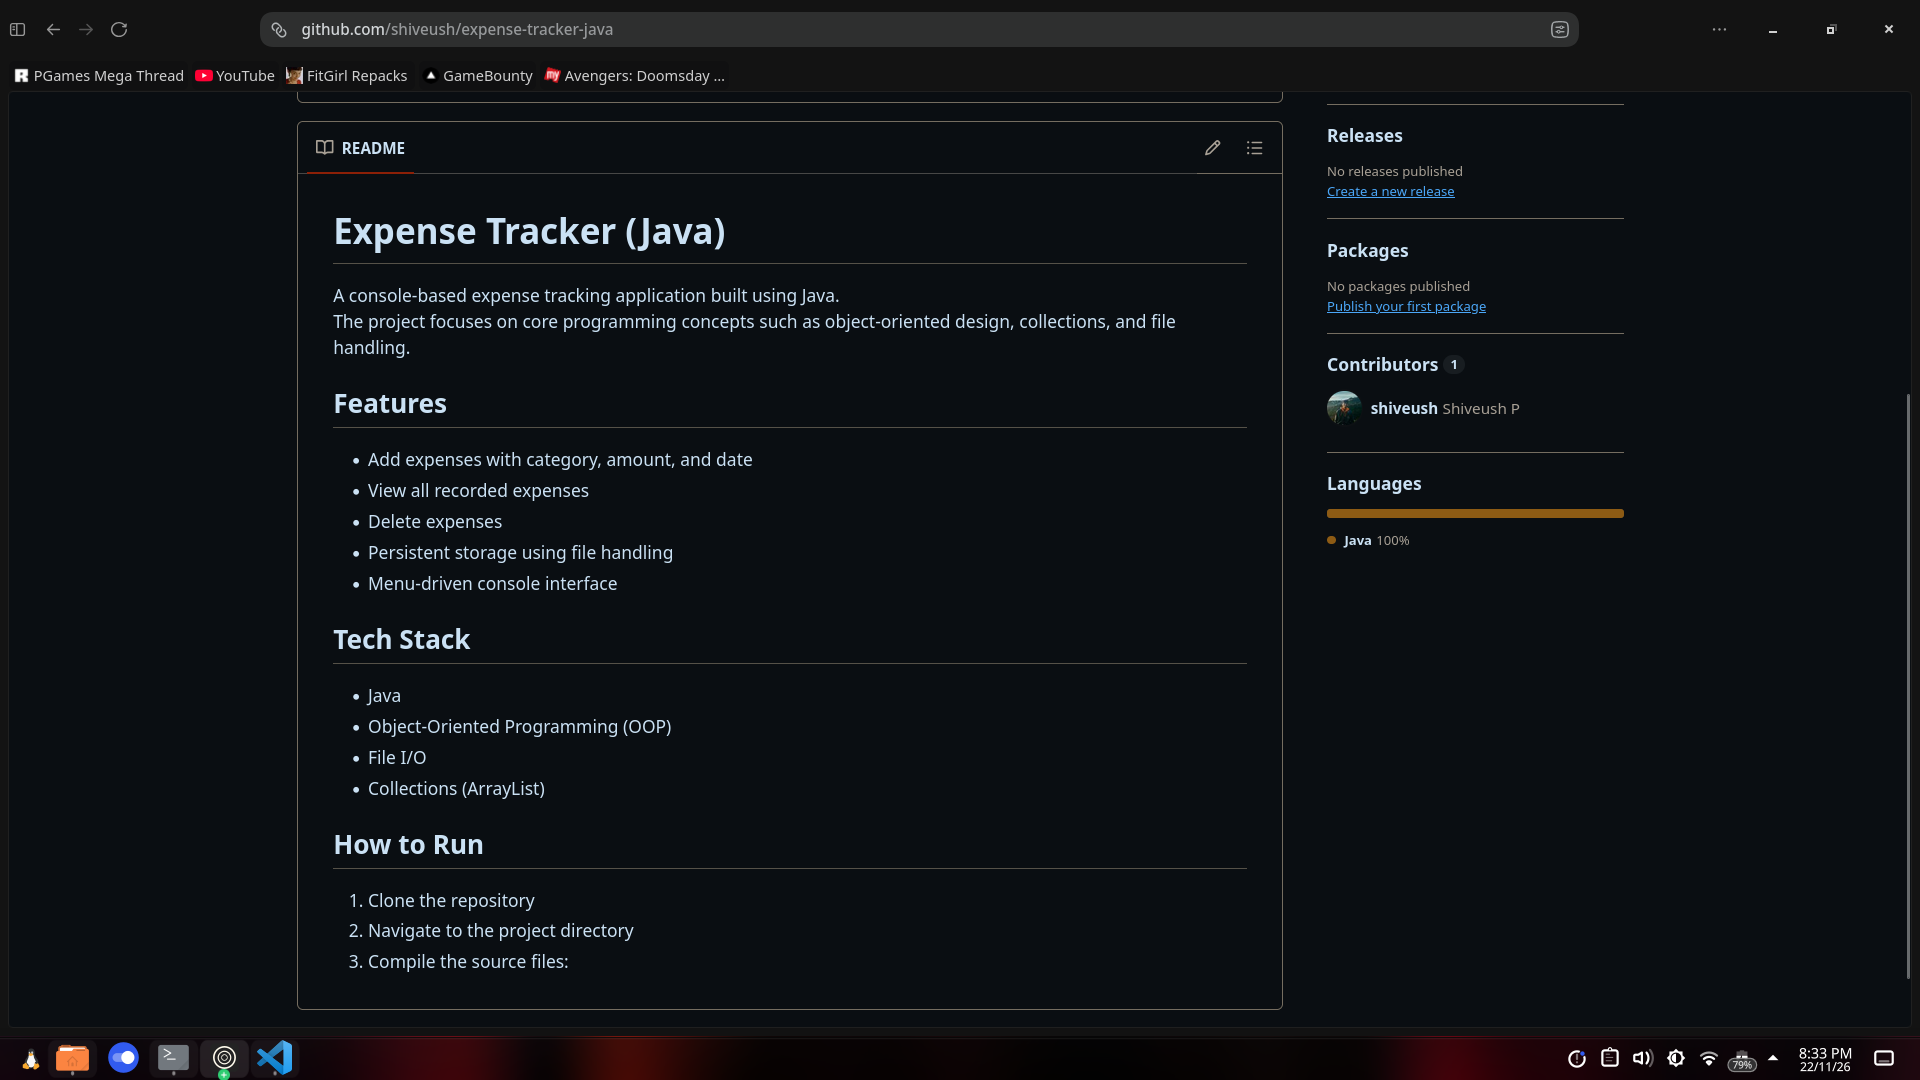 github.com/shiveush/expense-tracker-java
PGames Mega Thread
YouTube
FitGirl Repacks
GameBounty
my
Avengers: Doomsday ...
README
Expense Tracker (Java)
A console-based expense tracking application built using Java.
The project focuses on core programming concepts such as object-oriented design, collections, and file
handling.
Features
• Add expenses with category, amount, and date
• View all recorded expenses
• Delete expenses
• Persistent storage using file handling
• Menu-driven console interface
Tech Stack
• Java
• Object-Oriented Programming (OOP)
• File I/O
• Collections (ArrayList)
How to Run
1. Clone the repository
2. Navigate to the project directory
3. Compile the source files:
Releases
No releases published
Create a new release
Packages
No packages published
Publish your first package
Contributors 1
shiveush Shiveush P
Languages
Java 100%
79%
8:33 PM
22/11/26